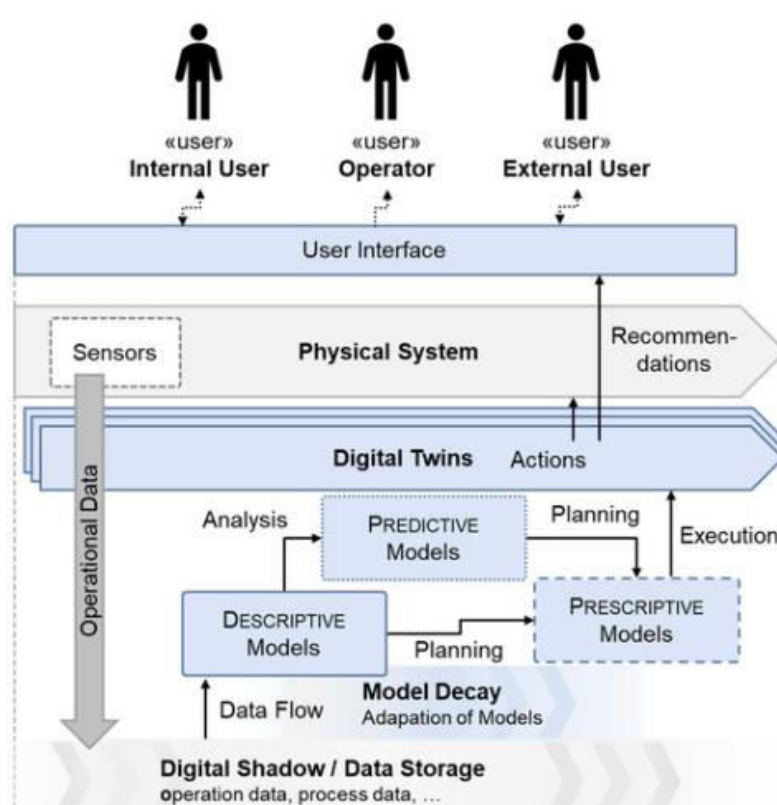 «user»
Internal User
«user»
Operator
«user»
External User
User Interface
Sensors
Physical System
Recommen-
dations
Operational Data
Digital Twins
Actions
Analysis
PREDICTIVE
Models
Planning
Execution
DESCRIPTIVE
Models
Planning
PRESCRIPTIVE
Models
Data Flow
Model Decay
Adapation of Models
Digital Shadow / Data Storage
operation data, process data, ...